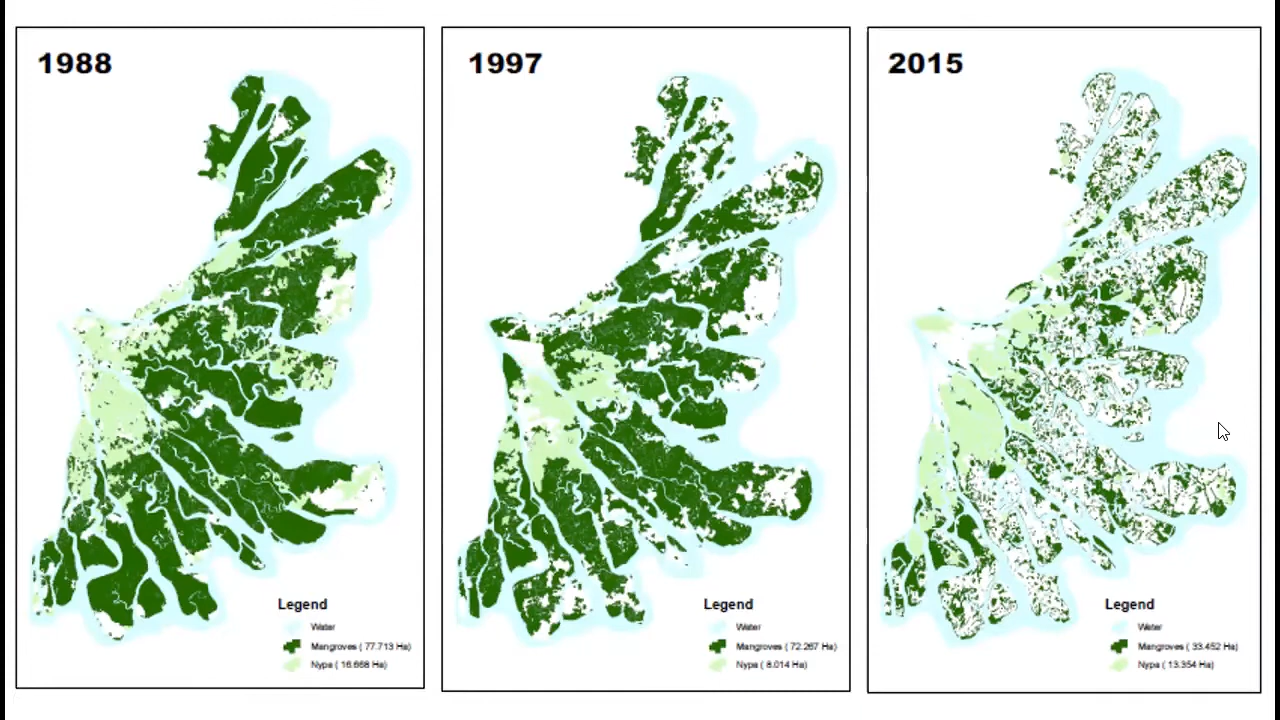 1988
Legend
Water
Mangroves ( 77.713 Ha)
Nypa ( 16.668 Ha)
1997
Legend
Water
Mangroves ( 72.267 Ha)
Nypa ( 8.014 Ha)
2015
Legend
Water
Mangroves ( 33.452 Ha)
Nypa ( 13.354 Ha)